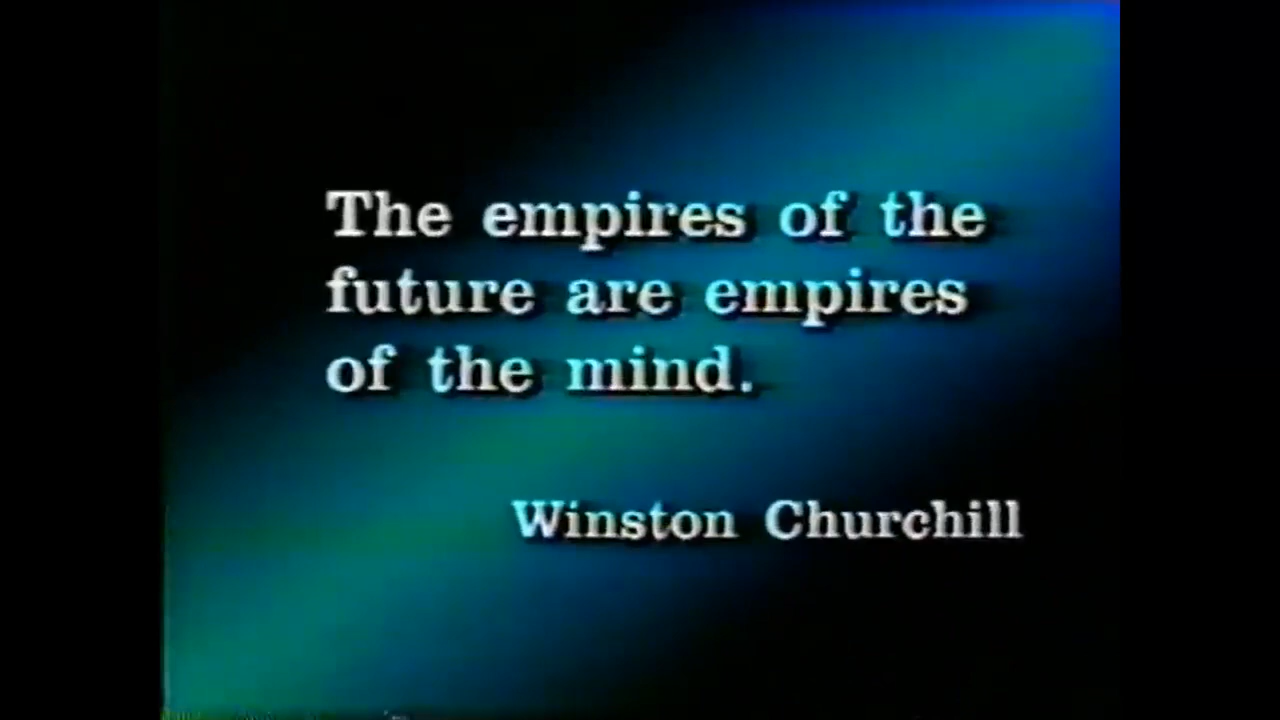 The empires of the
future are empires
of the mind.
Winston Churchill